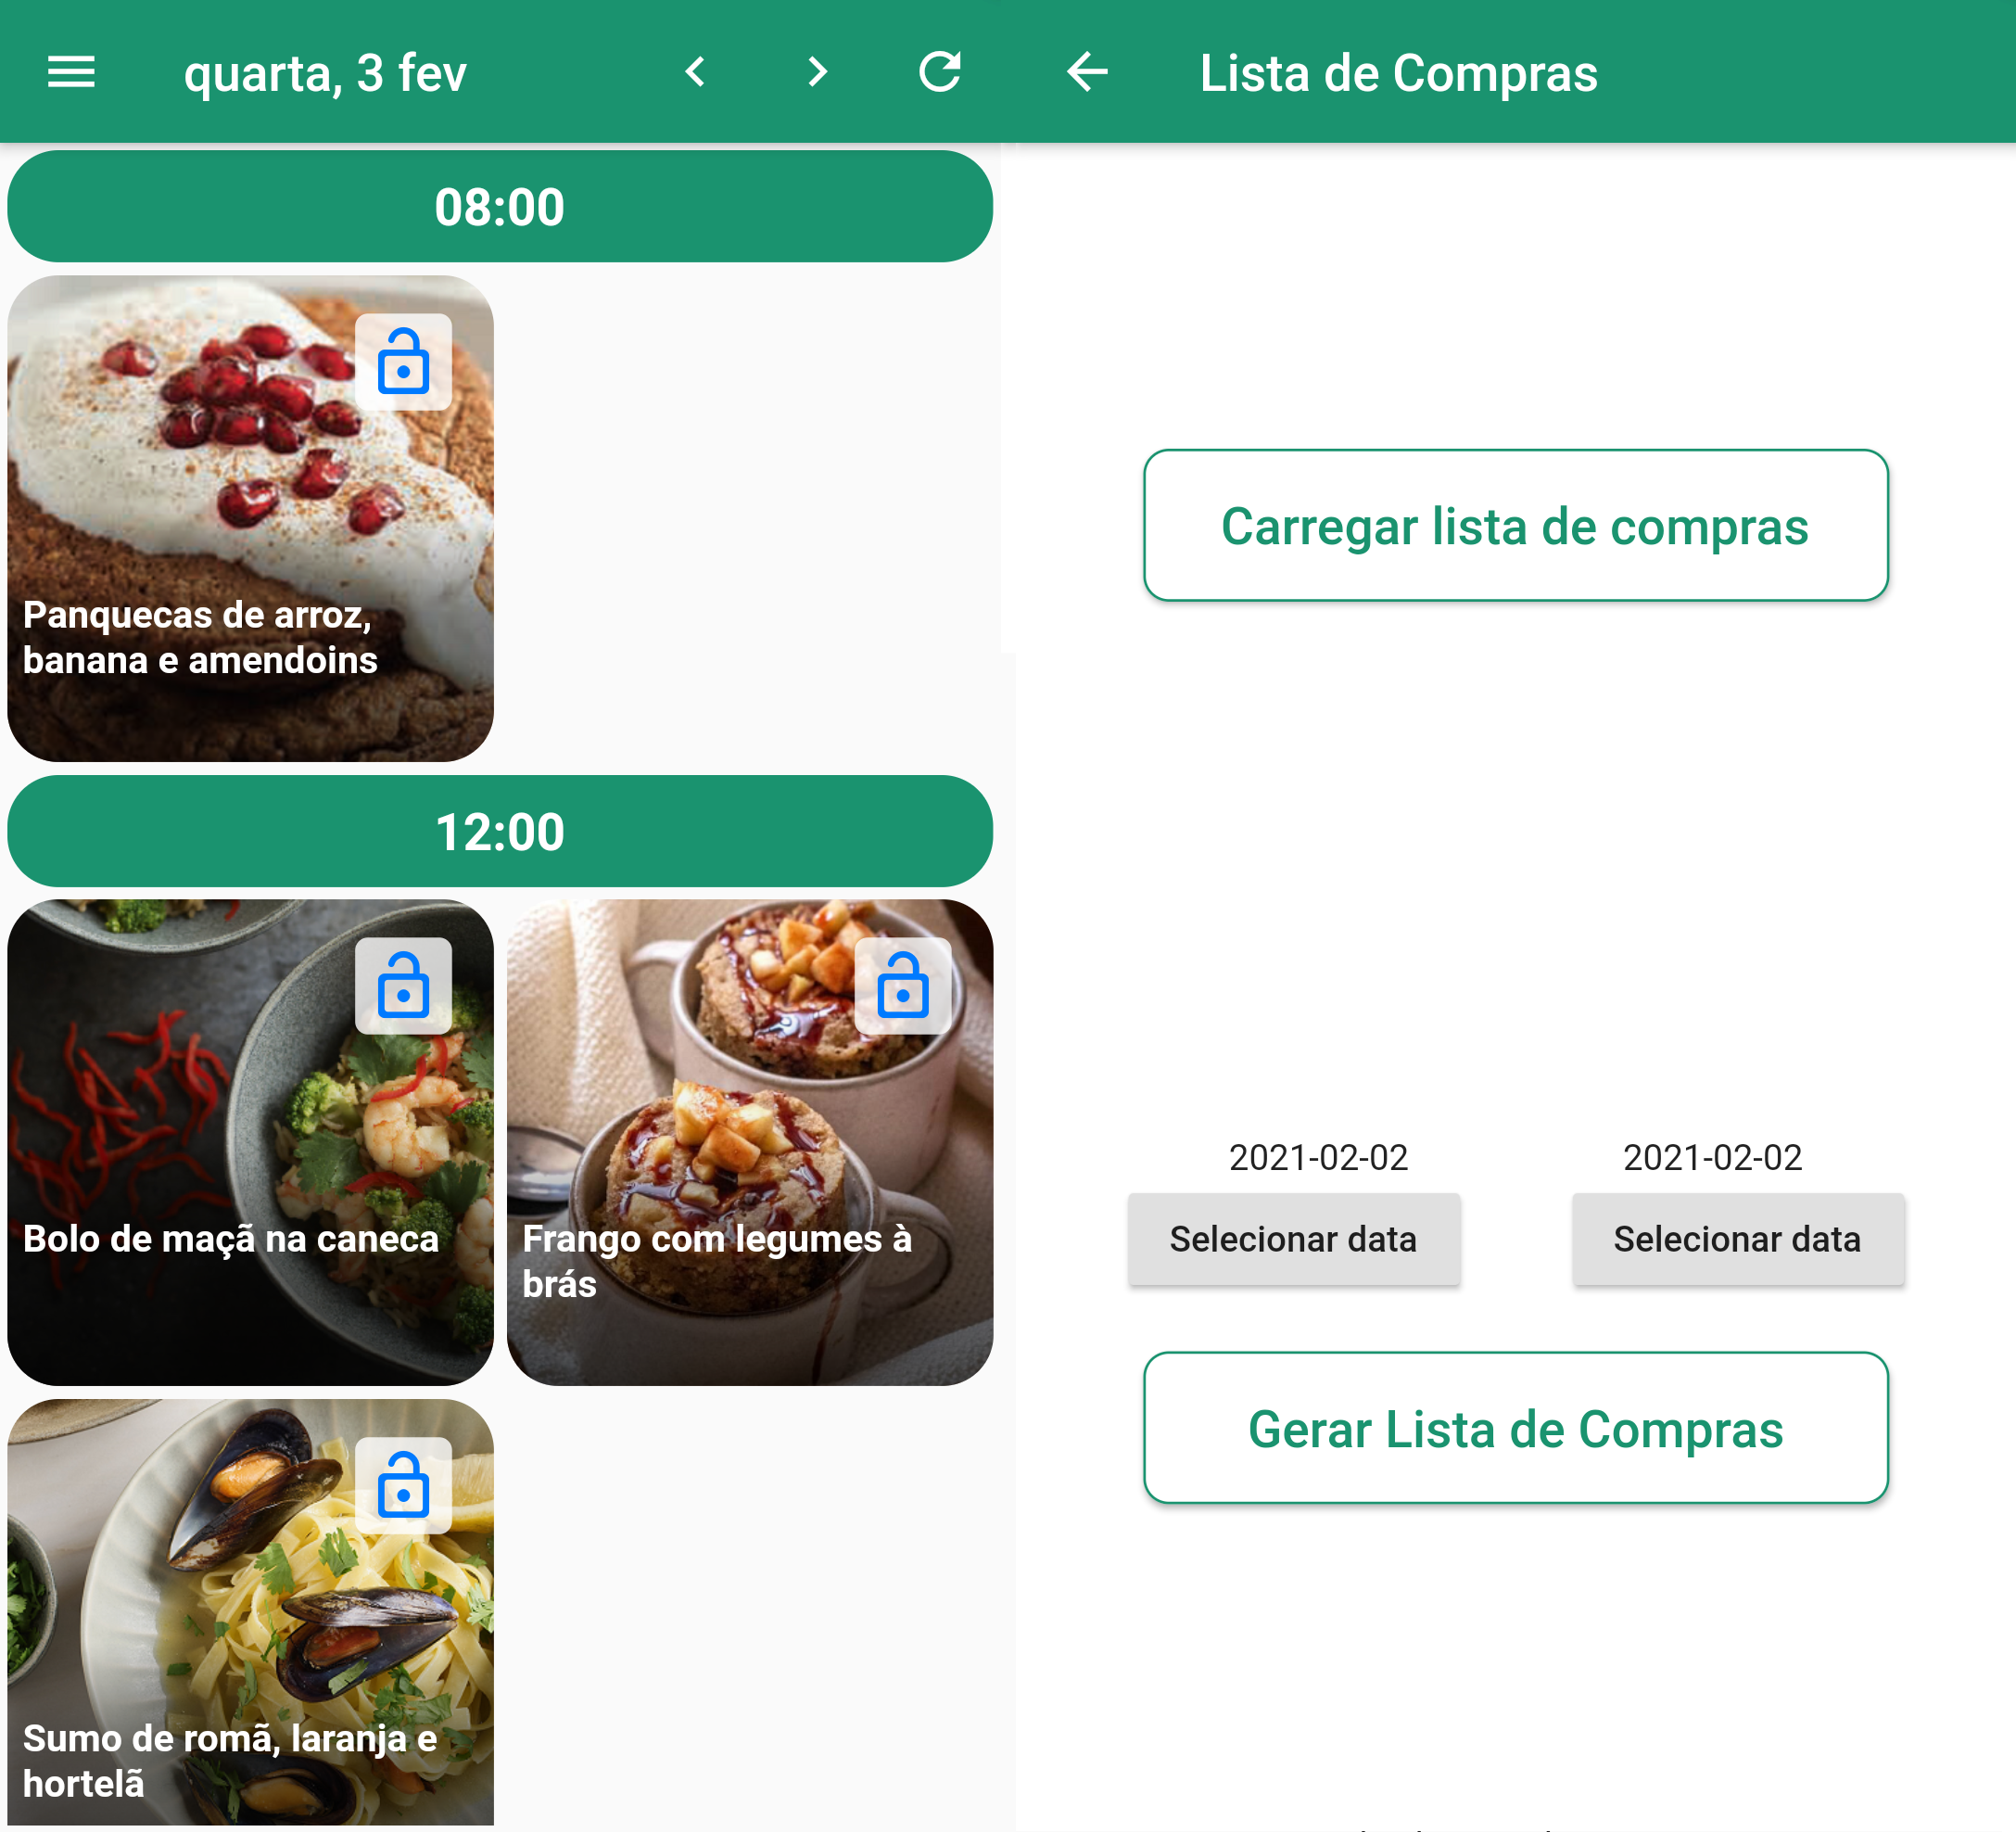 quarta, 3 fev
08:00
Panquecas de arroz,
banana e amendoins
12:00
Bolo de maçã na caneca
Frango com legumes à
brás
Sumo de romã, laranja e
hortelã
Lista de Compras
Carregar lista de compras
2021-02-02
2021-02-02
Selecionar data
Selecionar data
Gerar Lista de Compras